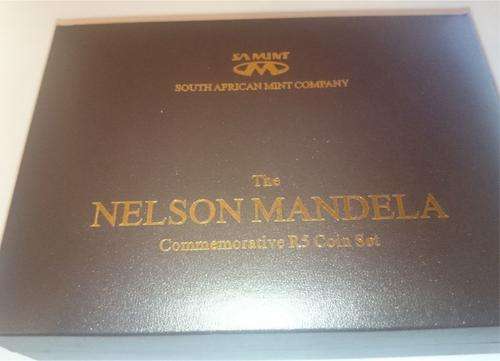 SA MINT
SOUTH AFRICAN MINT COMPANY
The
NELSON MANDELA
Commemorative R5 Coin Set